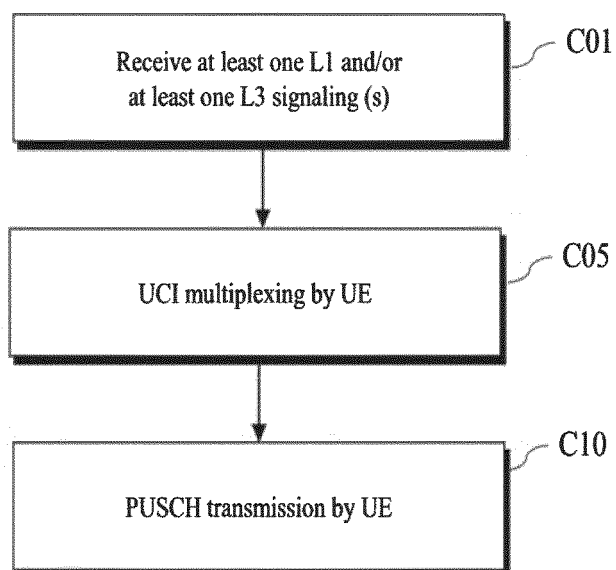 C01
Receive at least one L1 and/or
at least one L3 signaling (s)
C05
UCI multiplexing by UE
C10
PUSCH transmission by UE